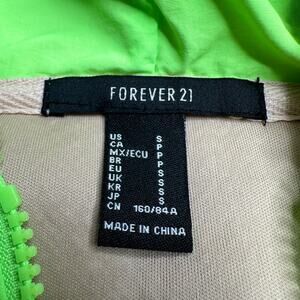 FOREVER 21
US S
CA P
MX/ECU P
BR P
EU S
UK S
KR S
JP S
CN 160/84A
MADE IN CHINA